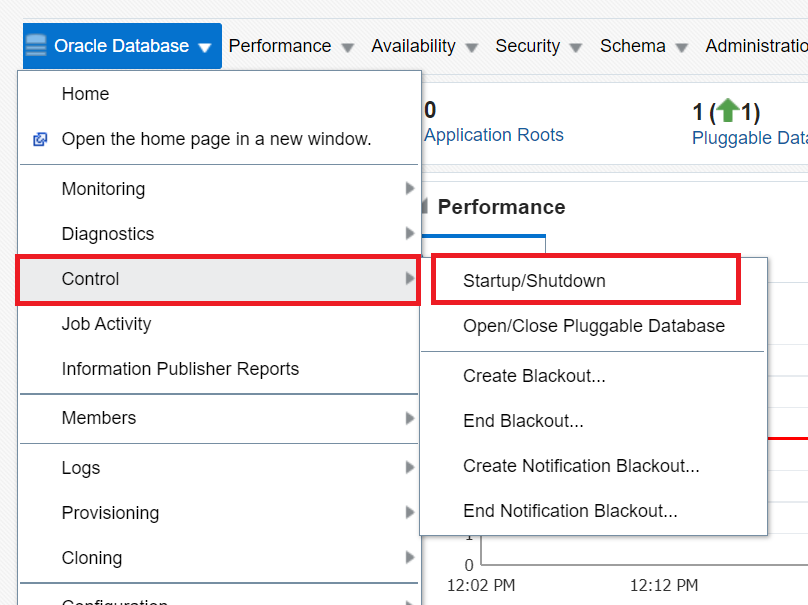 Oracle Database Performance Availability Security Schema Administratio
Home
Open the home page in a new window.
0
Application Roots
1 (1)
Pluggable Data
Monitoring
Diagnostics
Performance
Control
Startup/Shutdown
Job Activity
Open/Close Pluggable Database
Information Publisher Reports
Create Blackout...
Members
End Blackout...
Logs
Create Notification Blackout...
Provisioning
End Notification Blackout...
Cloning
1
0
12:02 PM 12:12 PM
Configuration